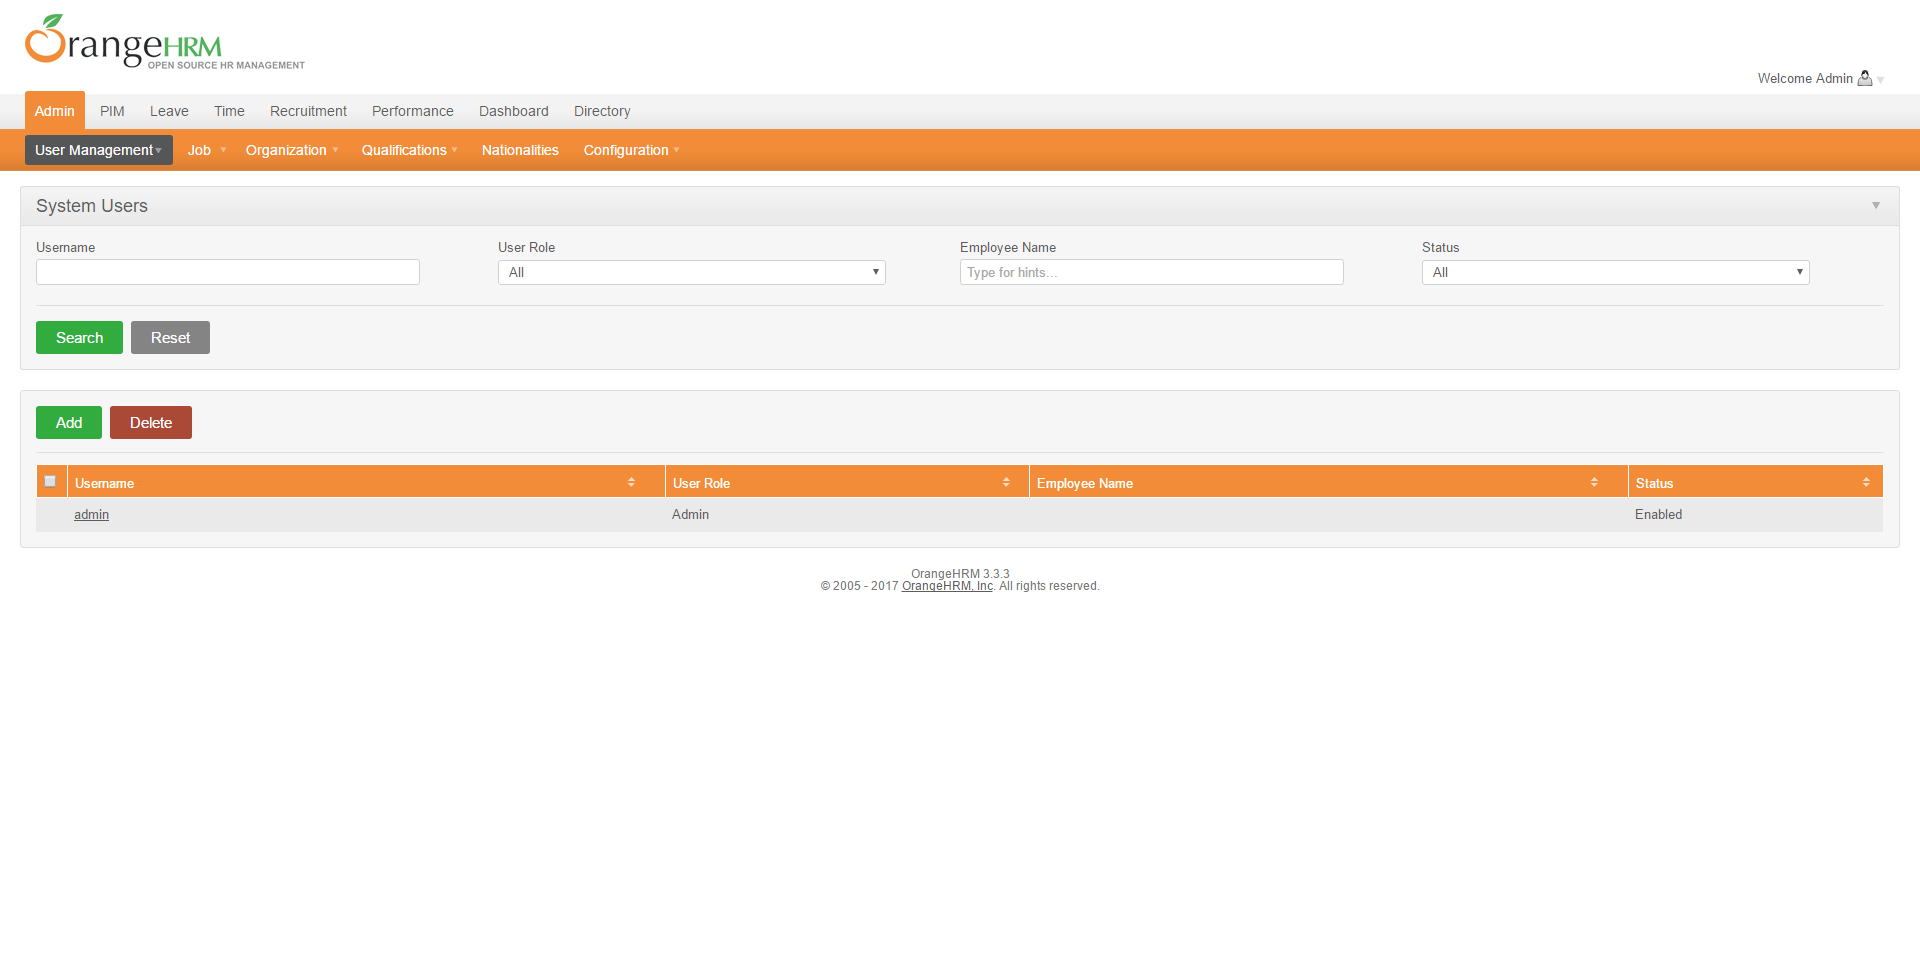 OrangeHRM
OPEN SOURCE HR MANAGEMENT
Welcome Admin
Admin PIM Leave Time Recruitment Performance Dashboard Directory
User Management Job Organization Qualifications Nationalities Configuration
System Users
Username User Role Employee Name Status
All Type for hints... All
Search Reset
Add Delete
Username User Role Employee Name Status
admin Admin Enabled
OrangeHRM 3.3.3
© 2005 - 2017 OrangeHRM, Inc. All rights reserved.